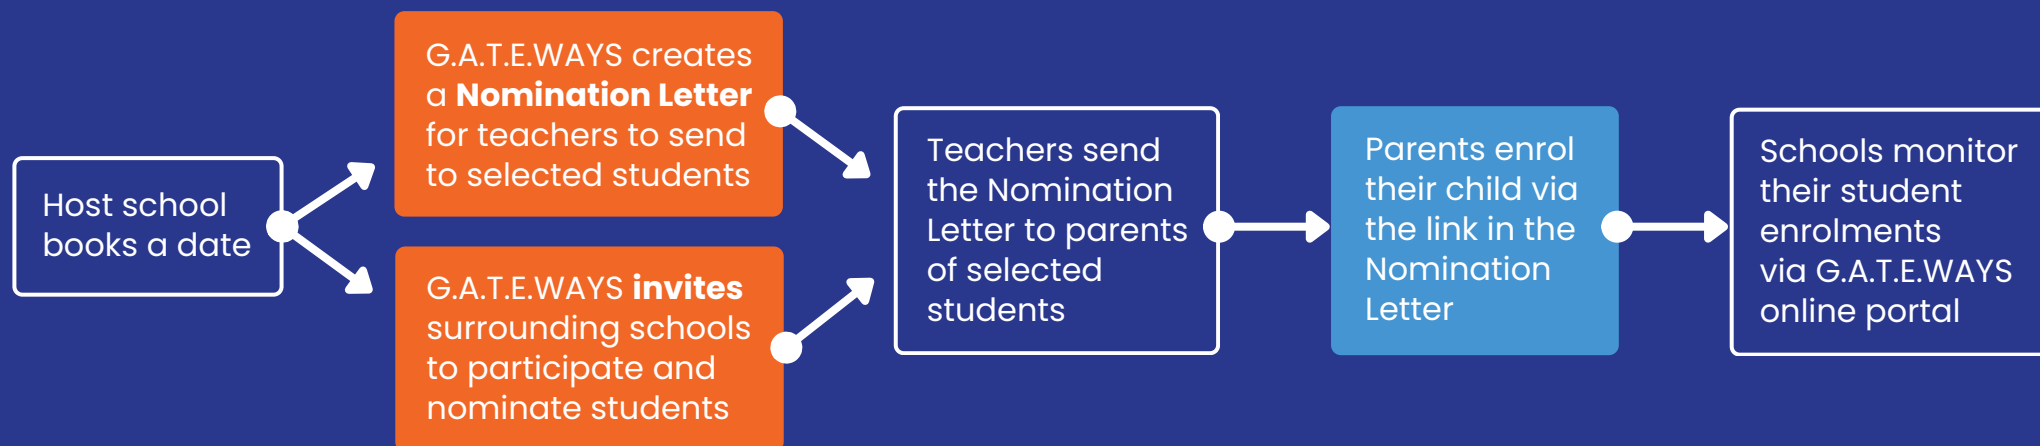 Host school
books a date
G.A.T.E.WAYS creates
a Nomination Letter
for teachers to send
to selected students
G.A.T.E.WAYS invites
surrounding schools
to participate and
nominate students
Teachers send
the Nomination
Letter to parents
of selected
students
Parents enrol
their child via
the link in the
Nomination
Letter
Schools monitor
their student
enrolments
via G.A.T.E.WAYS
online portal